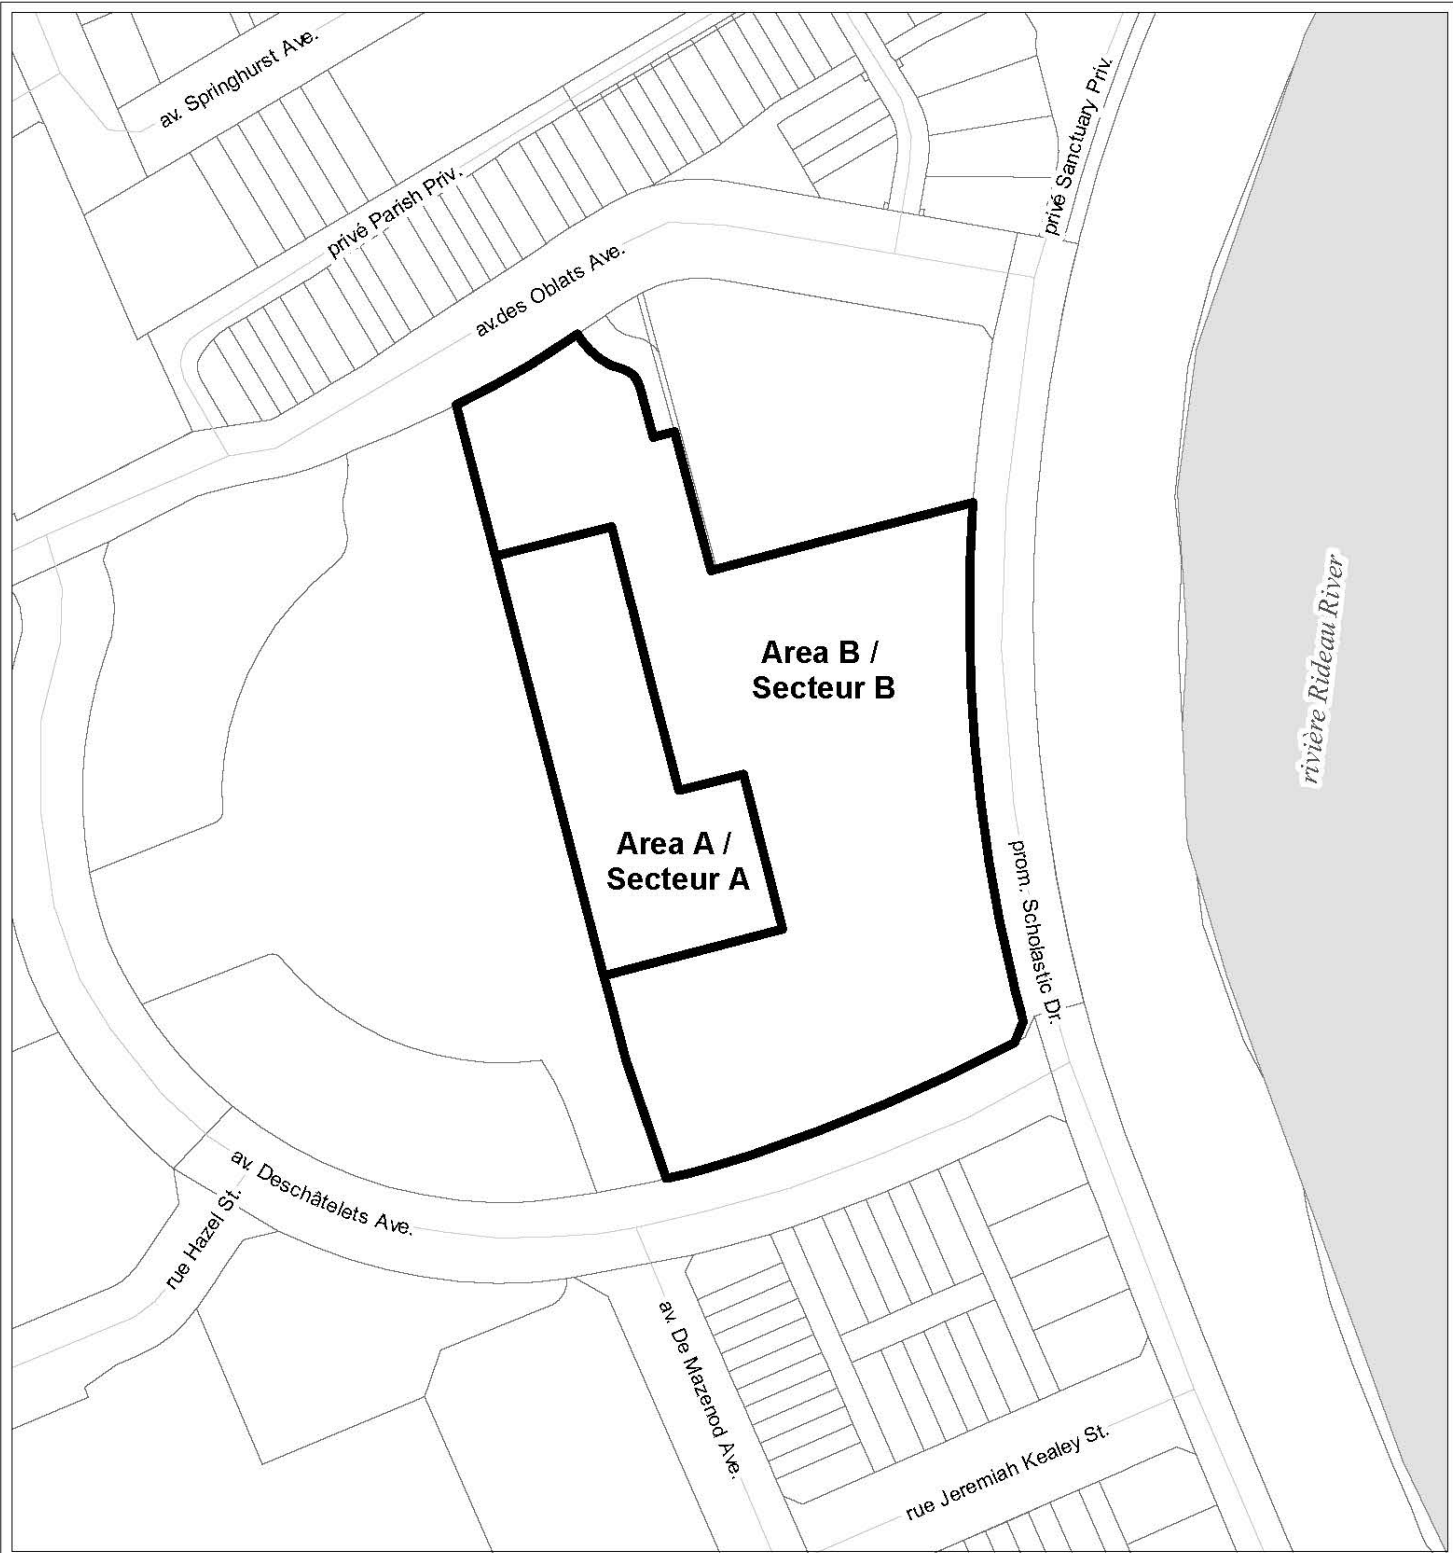 av. Springhurst Ave.
privé Sanctuary Priv.
privé Parish Priv.
av.des Oblats Ave.
rivière Rideau River
Area B /
Secteur B
Area A /
Secteur A
prom. Scholastic Dr.
av. Deschâtelets Ave.
rue Hazel St.
av. De Mazenod Ave.
rue Jeremiah Kealey St.